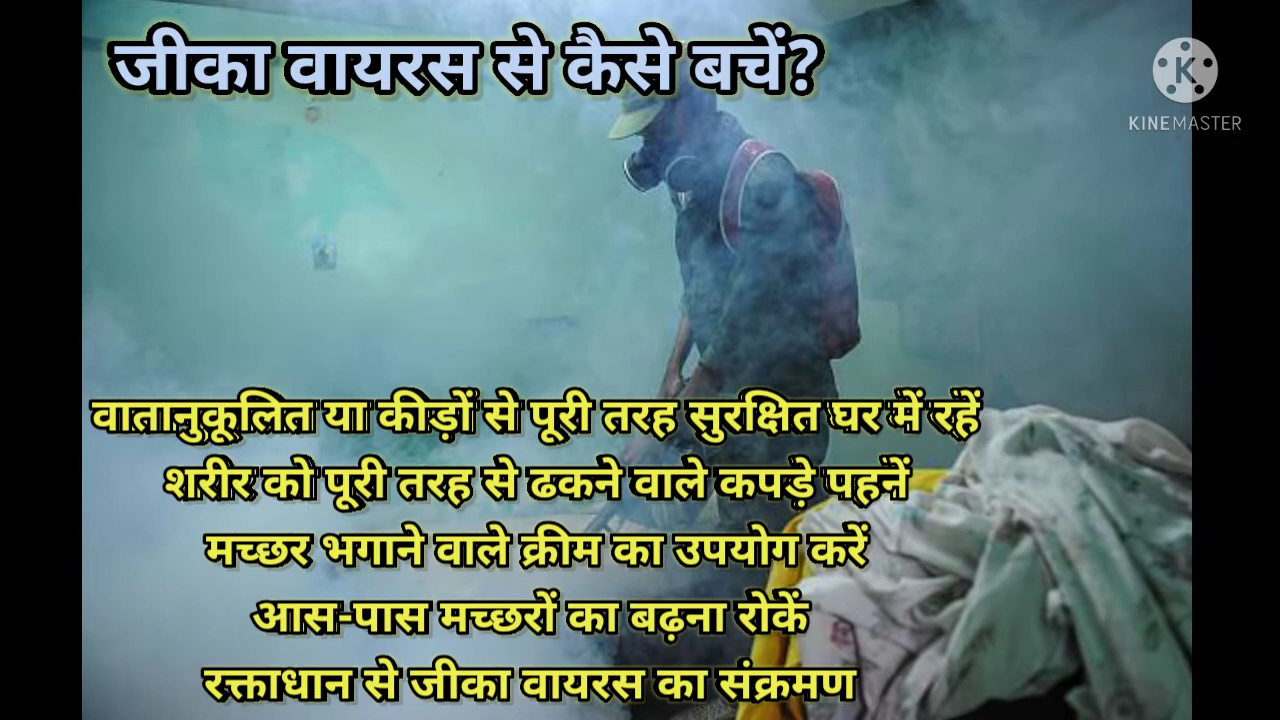 जीका वायरस से कैसे बचें?
KINEMASTER
वातानुकूलित या कीड़ों से पूरी तरह सुरक्षित घर में रहें
शरीर को पूरी तरह से ढकने वाले कपड़े पहनें
मच्छर भगाने वाले क्रीम का उपयोग करें
आस-पास मच्छरों का बढ़ना रोकें
रक्ताधान से जीका वायरस का संक्रमण